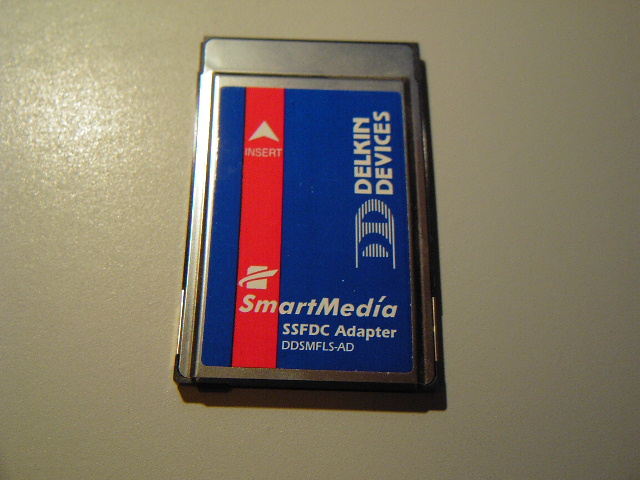 INSERT
DELKIN
DEVICES
SmartMedia
SSFDC Adapter
DDSMFLS-AD